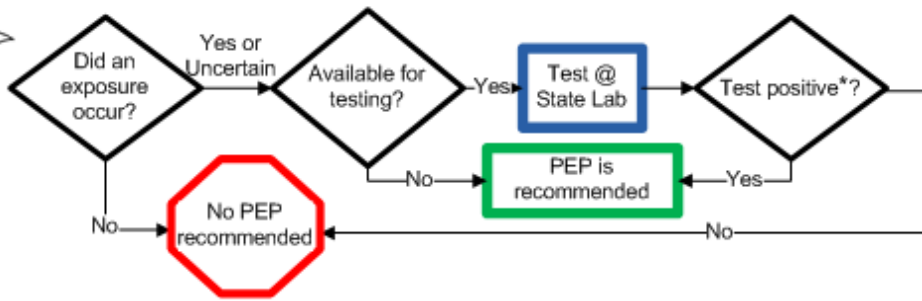 Did an
exposure
occur?
Yes or
Uncertain
Available for
testing?
Yes
Test @
State Lab
Test positive*?
No
PEP is
recommended
Yes
No
No PEP
recommended
No